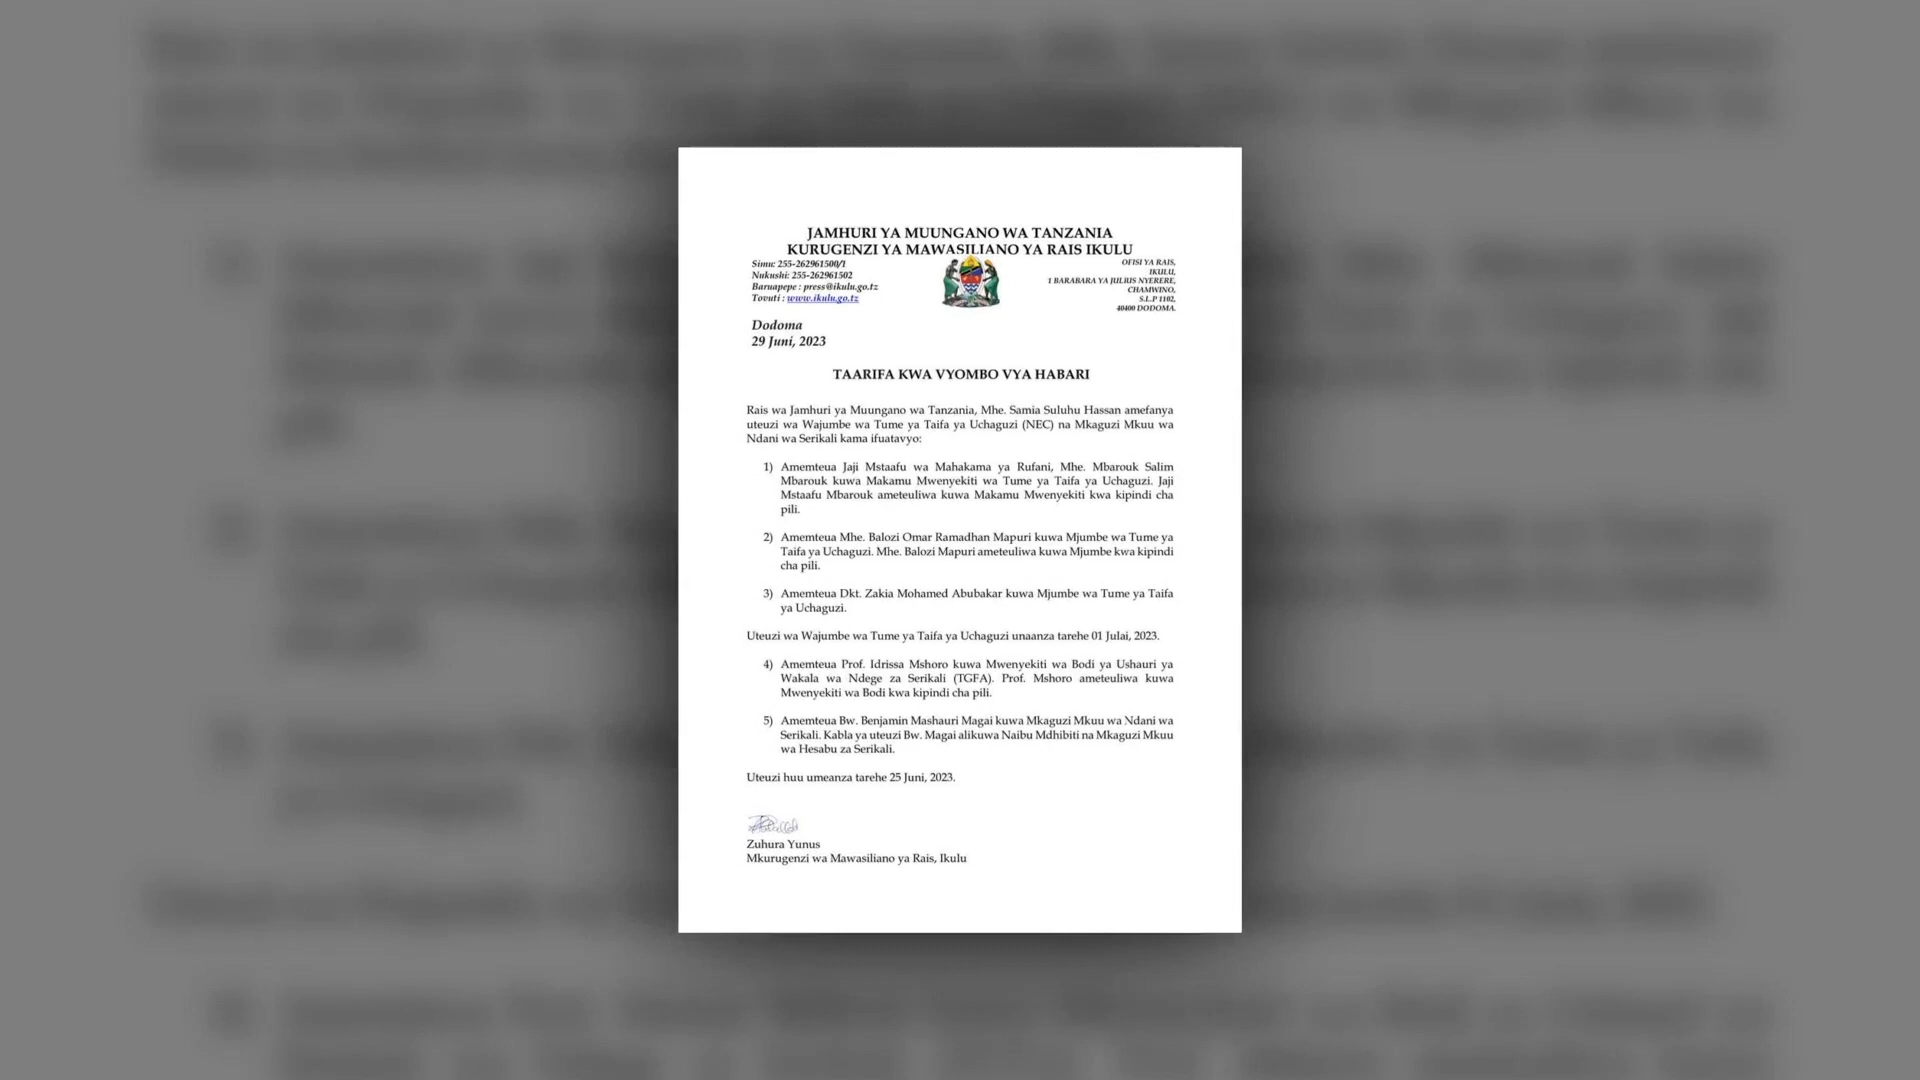 JAMHURI YA MUUNGANO WA TANZANIA
KURUGENZI YA MAWASILIANO YA RAIS IKULU
Simu: 255-262961500/1
Nukushi: 255-262961502
Baruapepe : press@ikulu.go.tz
Tovuti : www.ikulu.go.tz
OFISI YA RAIS,
IKULU,
1 BARABARA YA JULIUS NYERERE,
CHAMWINO,
S.L.P 1102,
40400 DODOMA.
Dodoma
29 Juni, 2023
TAARIFA KWA VYOMBO VYA HABARI
Rais wa Jamhuri ya Muungano wa Tanzania, Mhe. Samia Suluhu Hassan amefanya
uteuzi wa Wajumbe wa Tume ya Taifa ya Uchaguzi (NEC) na Mkaguzi Mkuu wa
Ndani wa Serikali kama ifuatavyo:
1) Amemteua Jaji Mstaafu wa Mahakama ya Rufani, Mhe. Mbarouk Salim
Mbarouk kuwa Makamu Mwenyekiti wa Tume ya Taifa ya Uchaguzi. Jaji
Mstaafu Mbarouk ameteuliwa kuwa Makamu Mwenyekiti kwa kipindi cha
pili.
2) Amemteua Mhe. Balozi Omar Ramadhan Mapuri kuwa Mjumbe wa Tume ya
Taifa ya Uchaguzi. Mhe. Balozi Mapuri ameteuliwa kuwa Mjumbe kwa kipindi
cha pili.
3) Amemteua Dkt. Zakia Mohamed Abubakar kuwa Mjumbe wa Tume ya Taifa
ya Uchaguzi.
Uteuzi wa Wajumbe wa Tume ya Taifa ya Uchaguzi unaanza tarehe 01 Julai, 2023.
4) Amemteua Prof. Idrissa Mshoro kuwa Mwenyekiti wa Bodi ya Ushauri ya
Wakala wa Ndege za Serikali (TGFA). Prof. Mshoro ameteuliwa kuwa
Mwenyekiti wa Bodi kwa kipindi cha pili.
5) Amemteua Bw. Benjamin Mashauri Magai kuwa Mkaguzi Mkuu wa Ndani wa
Serikali. Kabla ya uteuzi Bw. Magai alikuwa Naibu Mdhibiti na Mkaguzi Mkuu
wa Hesabu za Serikali.
Uteuzi huu umeanza tarehe 25 Juni, 2023.
Zuhura Yunus
Mkurugenzi wa Mawasiliano ya Rais, Ikulu